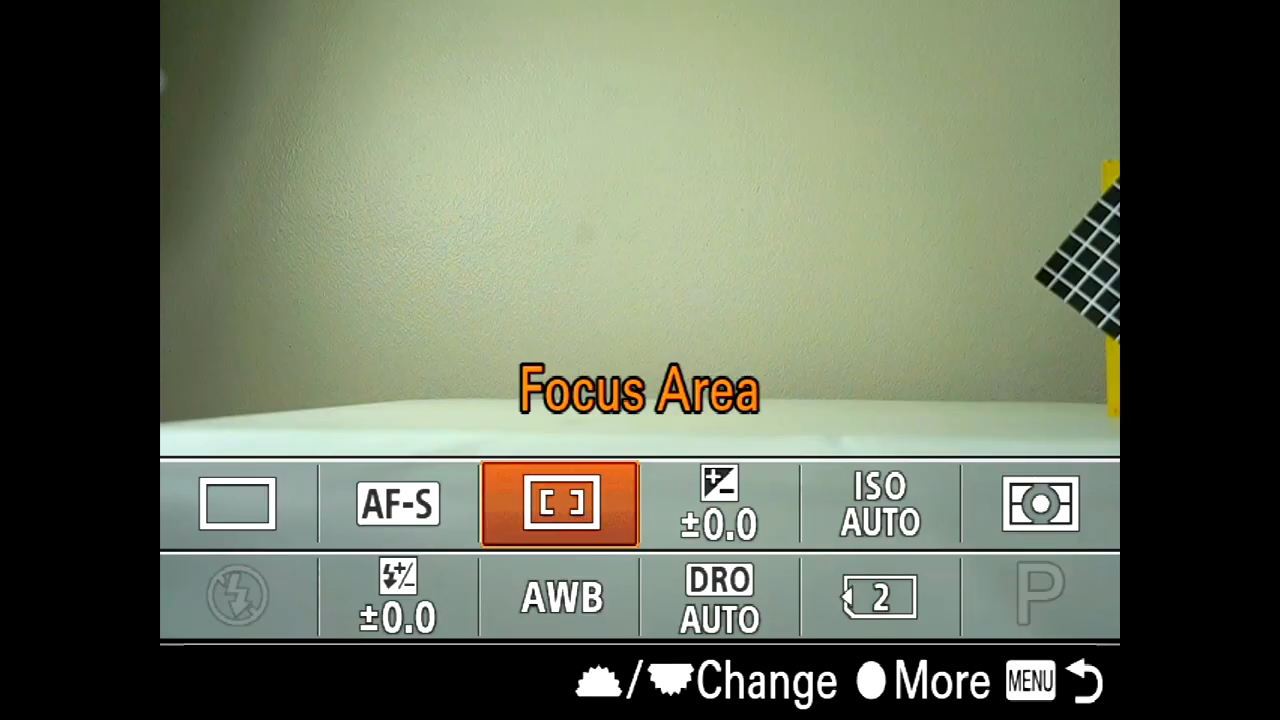 Focus Area
AF-S
±0.0
ISO
AUTO
±0.0
AWB
DRO
AUTO
2
P
/ Change More MENU